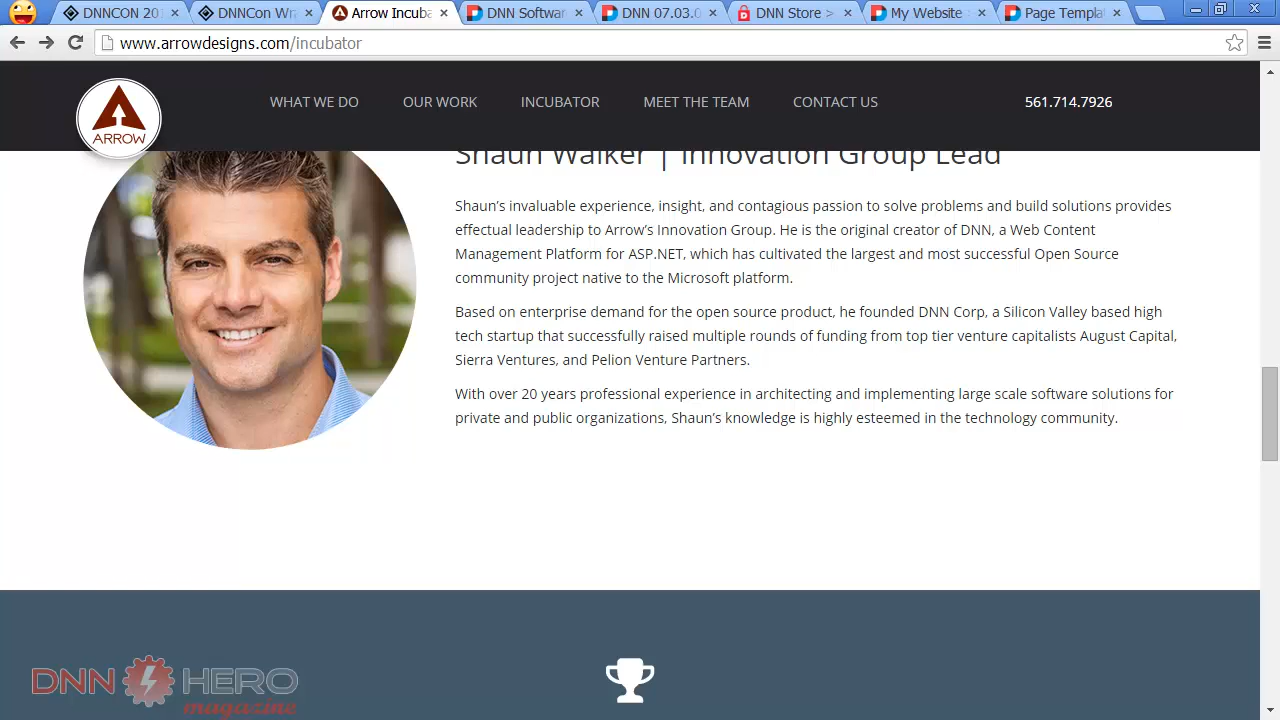 DNNCON 201
DNNCon Wra
Arrow Incuba
DNN Softwar
DNN 07.03.0
DNN Store >
My Website
Page Templat
www.arrowdesigns.com/incubator
ARROW
WHAT WE DO
OUR WORK
INCUBATOR
MEET THE TEAM
CONTACT US
561.714.7926
Shaun Walker | Innovation Group Lead
Shaun’s invaluable experience, insight, and contagious passion to solve problems and build solutions provides
effectual leadership to Arrow’s Innovation Group. He is the original creator of DNN, a Web Content
Management Platform for ASP.NET, which has cultivated the largest and most successful Open Source
community project native to the Microsoft platform.
Based on enterprise demand for the open source product, he founded DNN Corp, a Silicon Valley based high
tech startup that successfully raised multiple rounds of funding from top tier venture capitalists August Capital,
Sierra Ventures, and Pelion Venture Partners.
With over 20 years professional experience in architecting and implementing large scale software solutions for
private and public organizations, Shaun’s knowledge is highly esteemed in the technology community.
DNN HERO
magazine